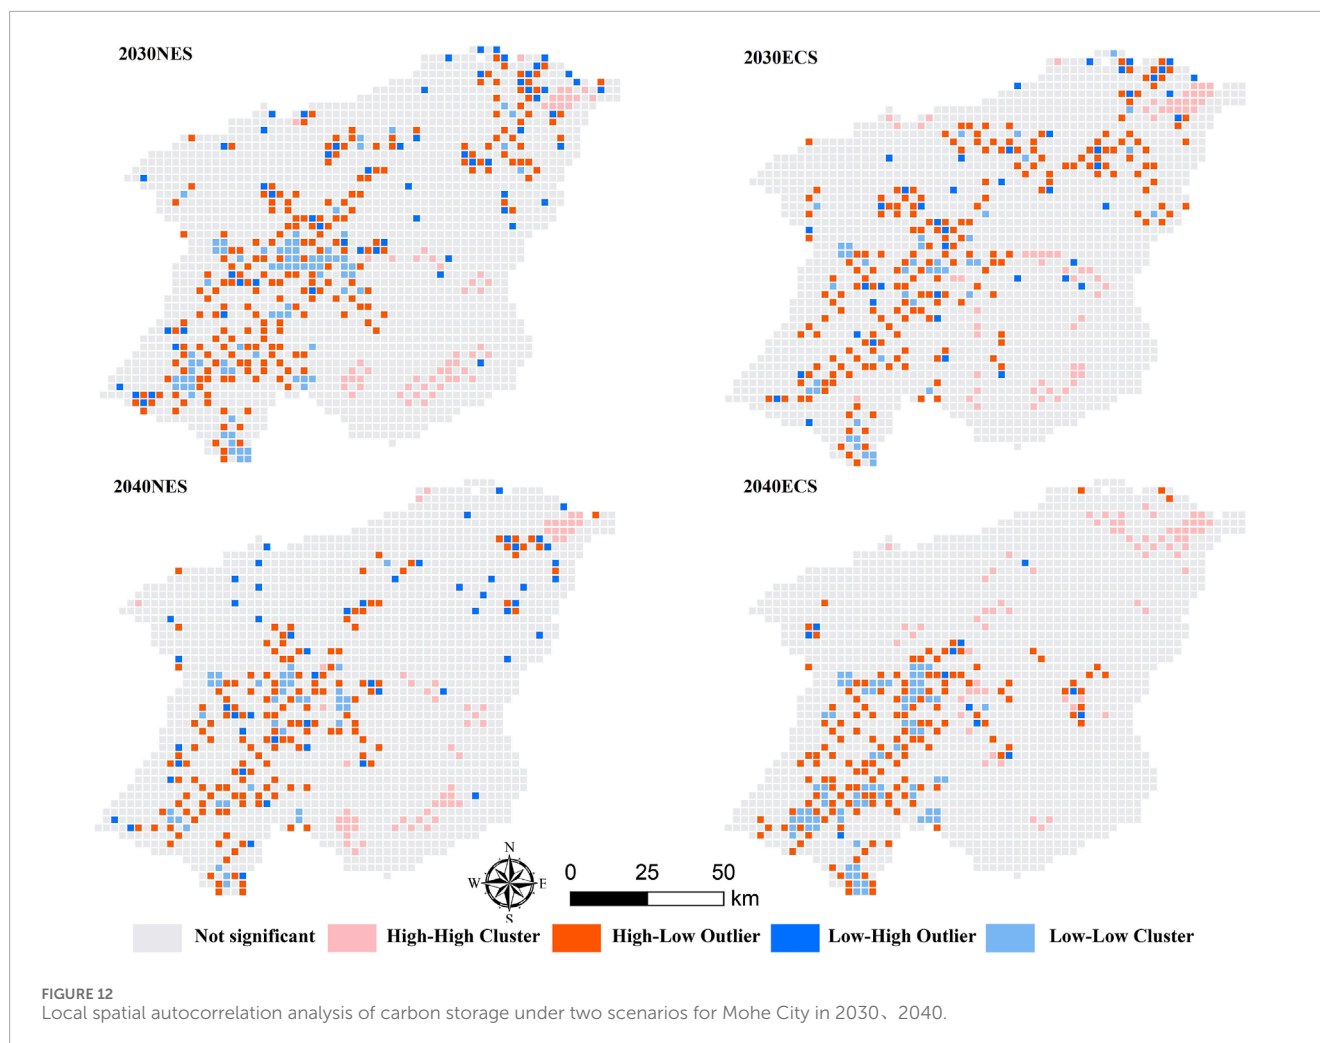 2030NES
2030ECS
2040NES
2040ECS
N
W E
S
0 25 50
km
Not significant High-High Cluster High-Low Outlier Low-High Outlier Low-Low Cluster
FIGURE 12
Local spatial autocorrelation analysis of carbon storage under two scenarios for Mohe City in 2030、2040.